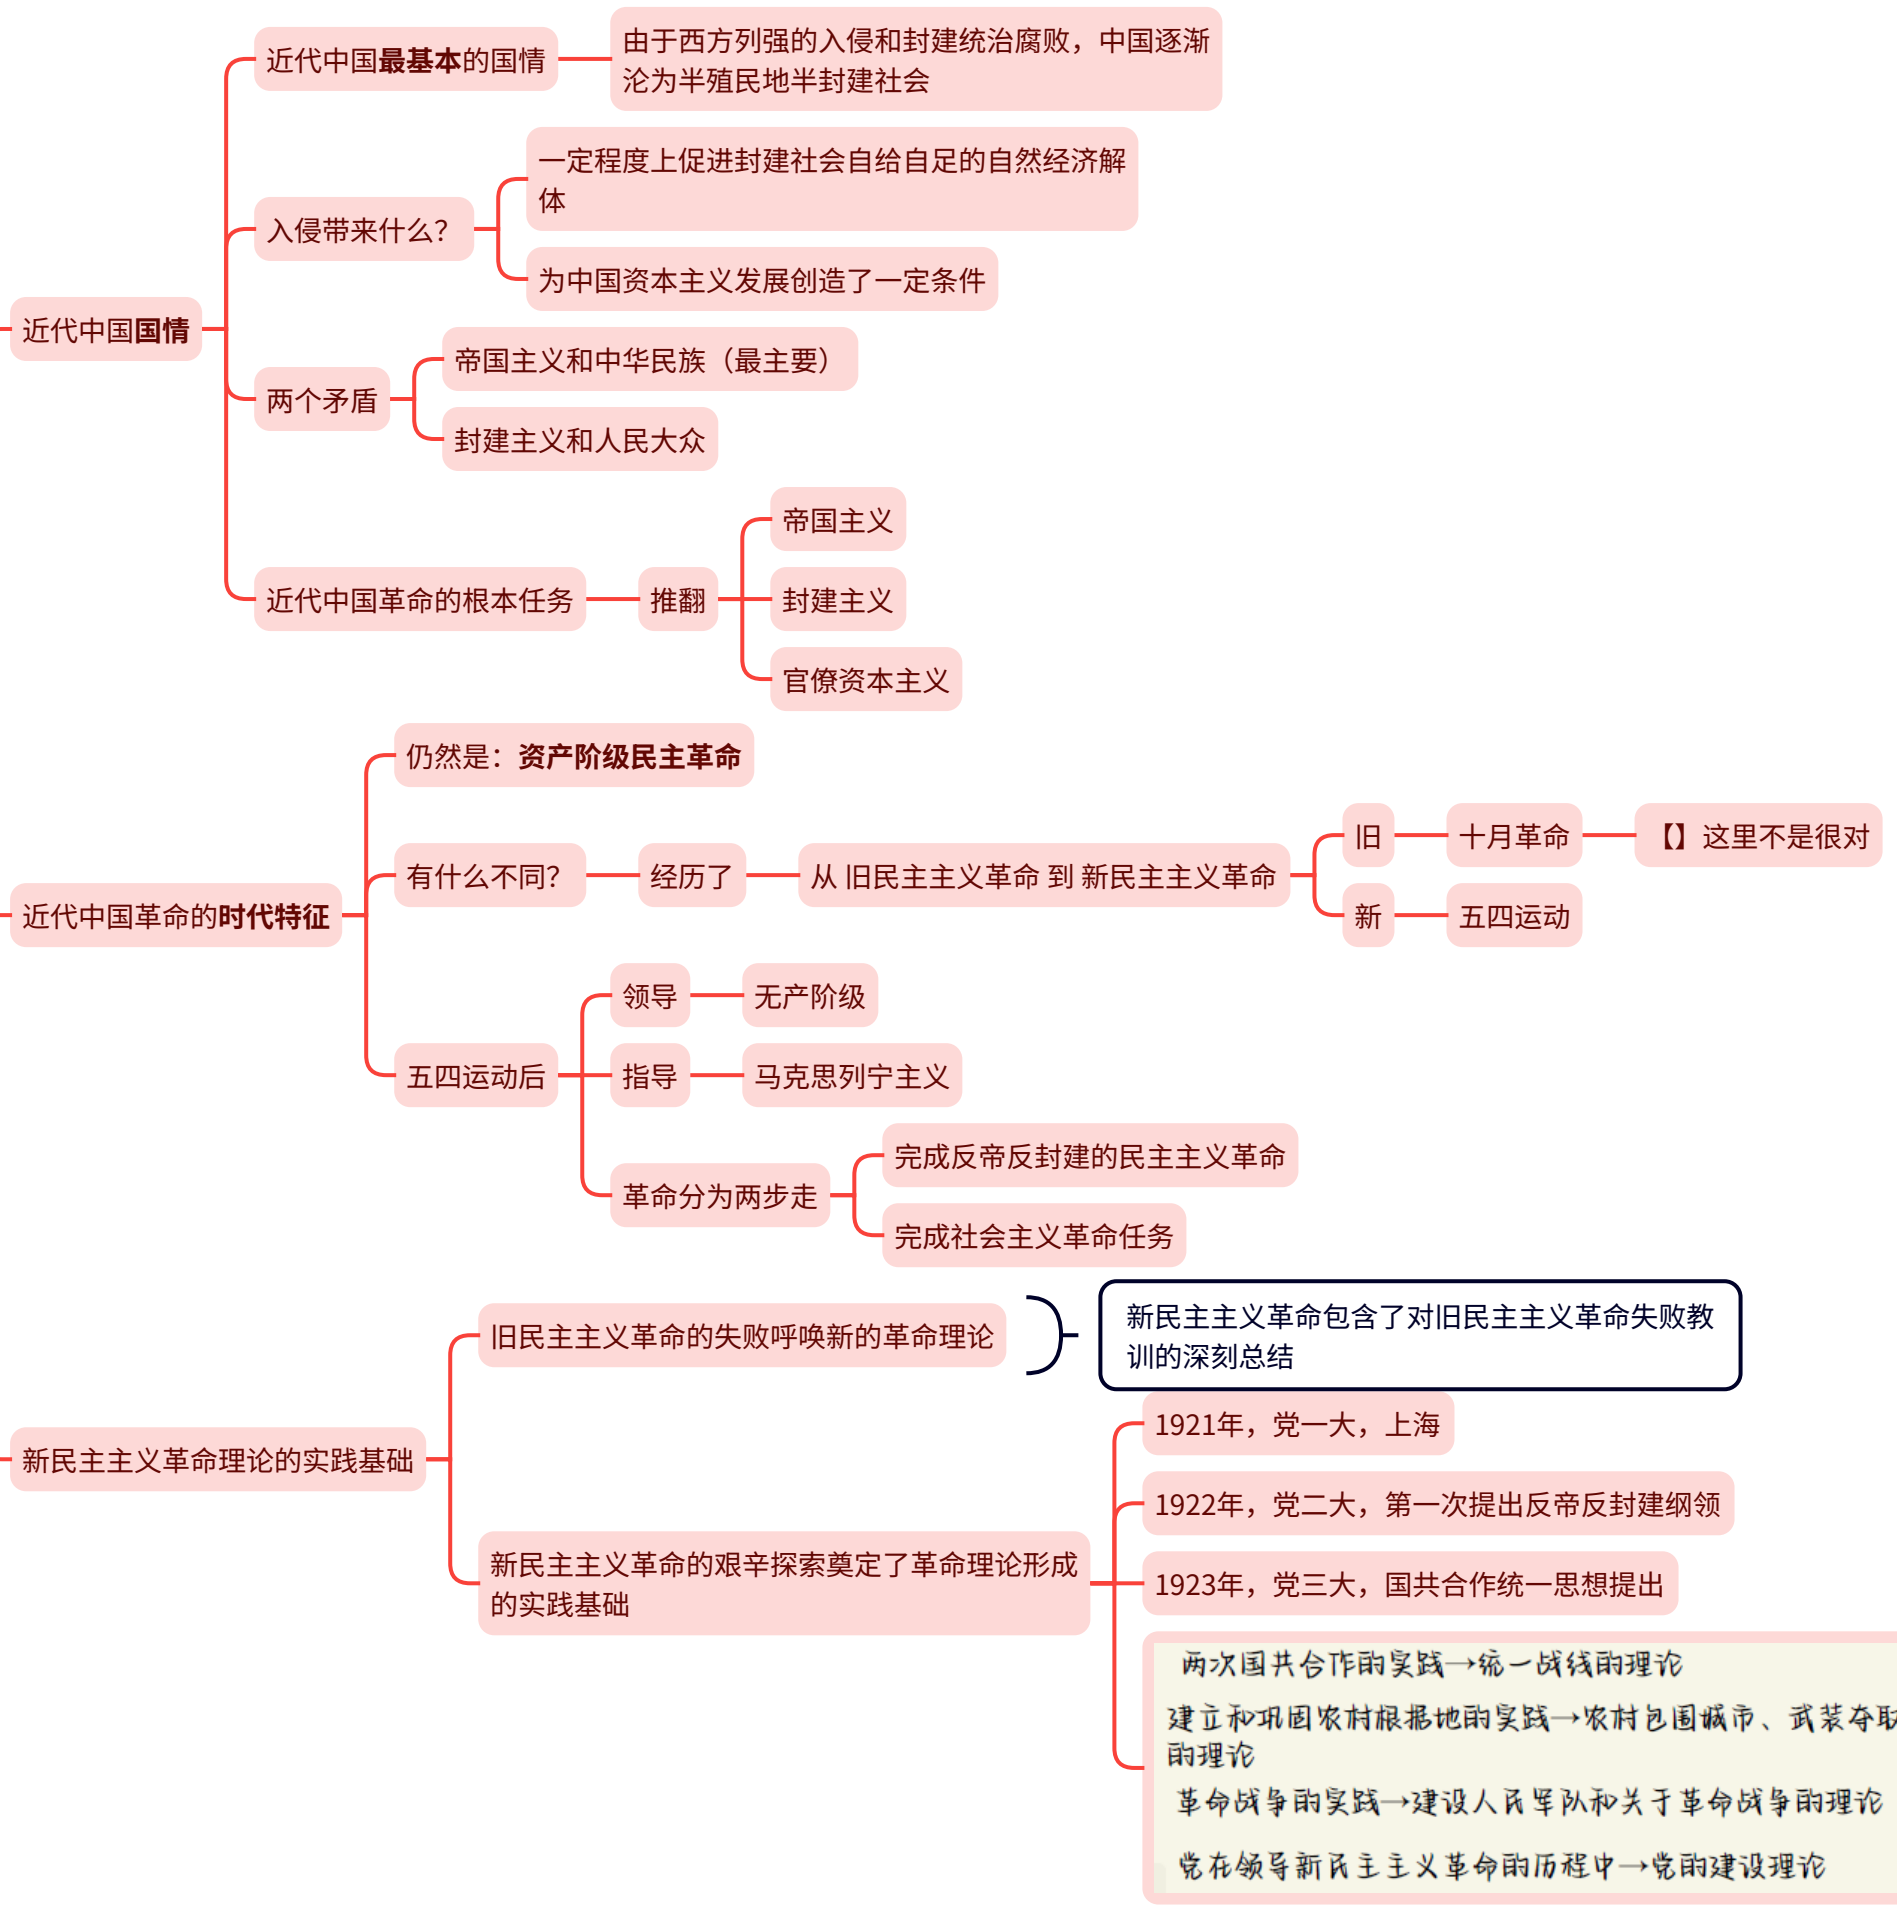 近代中国国情
近代中国最基本的国情
由于西方列强的入侵和封建统治腐败，中国逐渐
沦为半殖民地半封建社会
入侵带来什么？
一定程度上促进封建社会自给自足的自然经济解
体
为中国资本主义发展创造了一定条件
两个矛盾
帝国主义和中华民族（最主要）
封建主义和人民大众
近代中国革命的根本任务
推翻
帝国主义
封建主义
官僚资本主义
近代中国革命的时代特征
仍然是：资产阶级民主革命
有什么不同？
经历了
从 旧民主主义革命 到 新民主主义革命
旧
十月革命
【】这里不是很对
新
五四运动
五四运动后
领导
无产阶级
指导
马克思列宁主义
革命分为两步走
完成反帝反封建的民主主义革命
完成社会主义革命任务
新民主主义革命理论的实践基础
旧民主主义革命的失败呼唤新的革命理论
新民主主义革命包含了对旧民主主义革命失败教
训的深刻总结
新民主主义革命的艰辛探索奠定了革命理论形成
的实践基础
1921年，党一大，上海
1922年，党二大，第一次提出反帝反封建纲领
1923年，党三大，国共合作统一思想提出
两次国共合作的实践→统一战线的理论
建立和巩固农村根据地的实践→农村包围城市、武装夺取
的理论
革命战争的实践→建设人民军队和关于革命战争的理论
党在领导新民主主义革命的历程中→党的建设理论